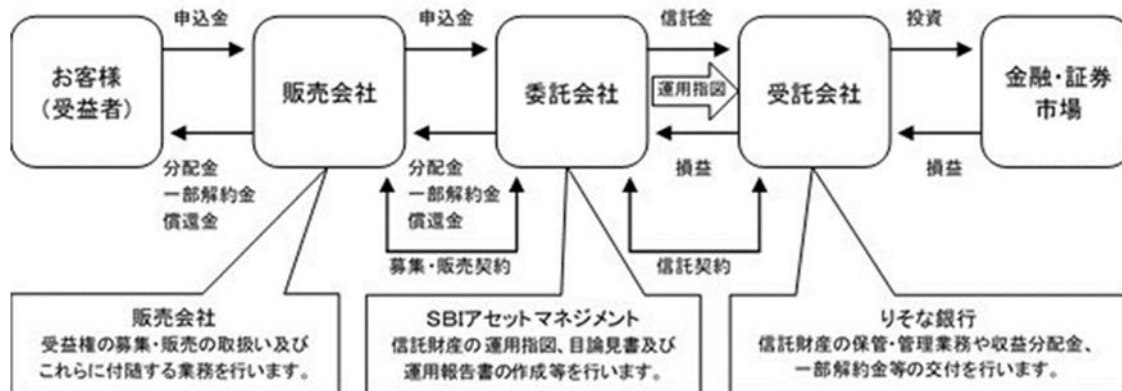 申込金
申込金
信託金
投資
お客様
(受益者)
販売会社
委託会社
運用指図
受託会社
金融・証券
市場
分配金
一部解約金
償還金
分配金
一部解約金
償還金
損益
損益
募集・販売契約
信託契約
販売会社
受益権の募集・販売の取扱い及び
これらに付随する業務を行います。
SBIアセットマネジメント
信託財産の運用指図、目論見書及び
運用報告書の作成等を行います。
りそな銀行
信託財産の保管・管理業務や収益分配金、
一部解約金等の交付を行います。